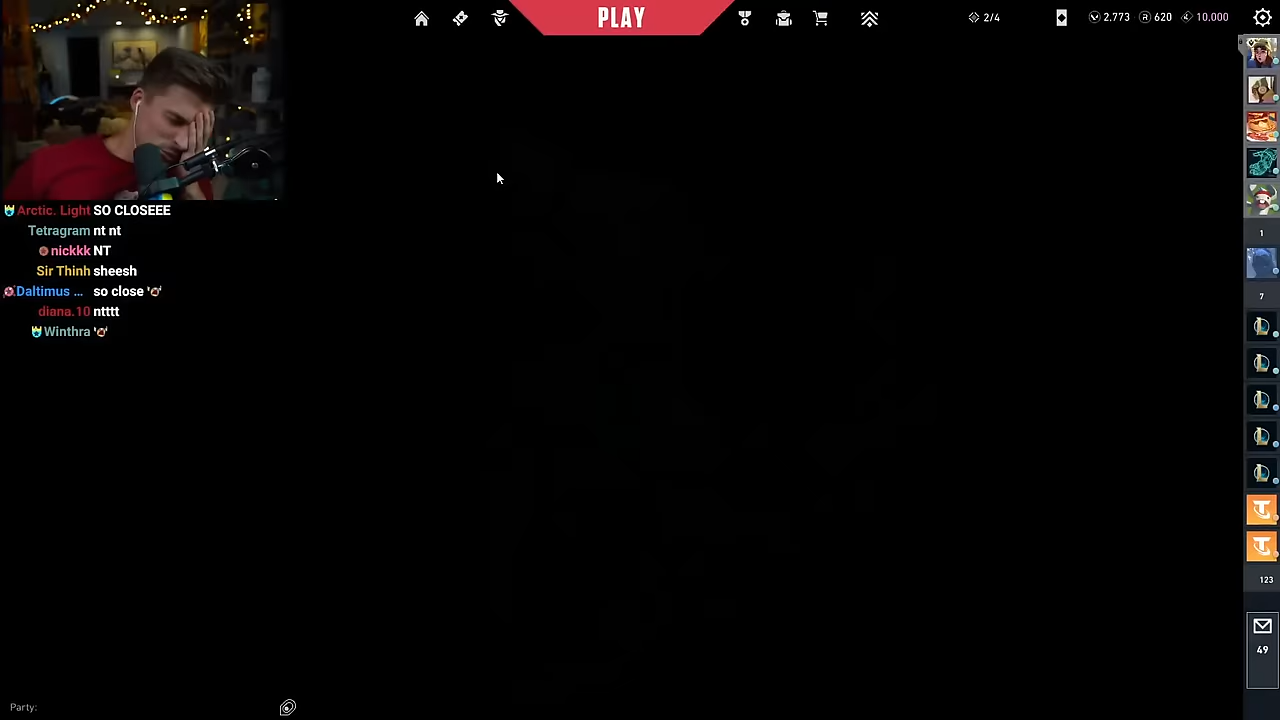 PLAY
2/4
2.773
620
10.000
Arctic. Light SO CLOSEEE
Tetragram nt nt
nickkk NT
Sir Thinh sheesh
Daltimus ... so close
diana.10 ntttt
Winthra
1
7
123
49
Party: